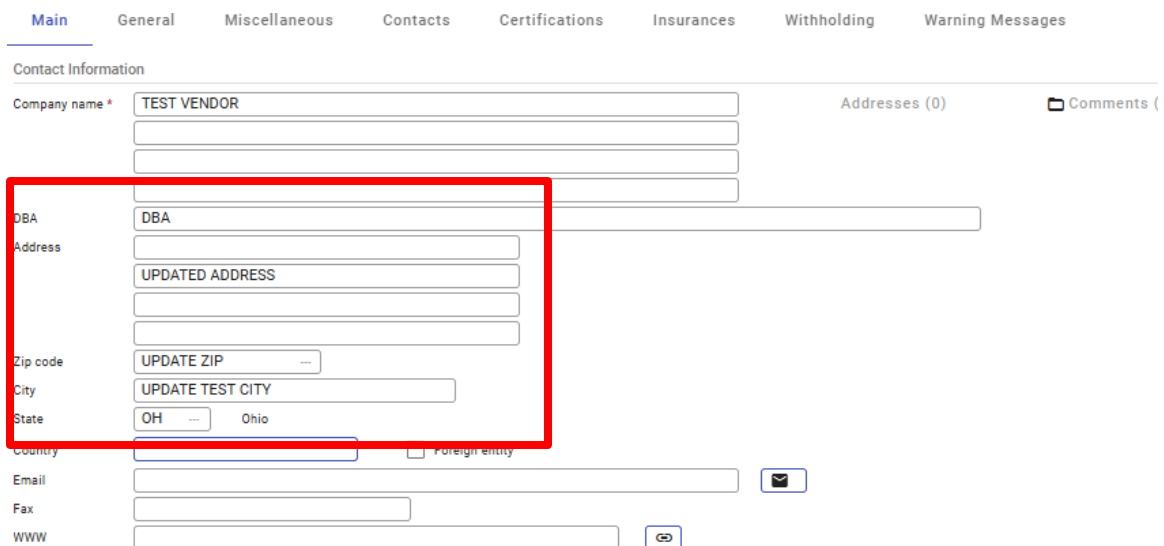 Main General Miscellaneous Contacts Certifications Insurances Withholding Warning Messages
Contact Information
Company name * TEST VENDOR Addresses (0) Comments (
DBA DBA
Address
UPDATED ADDRESS
Zip code UPDATE ZIP ---
City UPDATE TEST CITY
State OH --- Ohio
Country Foreign entity
Email
Fax
WWW